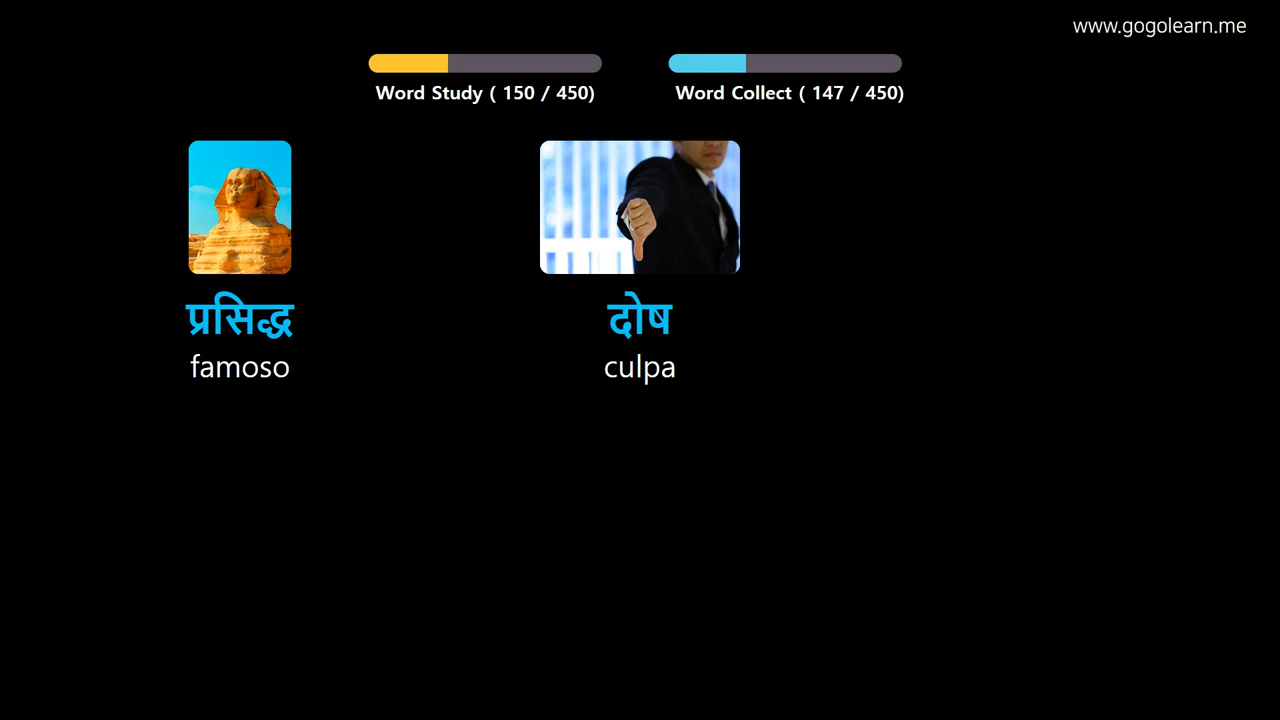 www.gogolearn.me
Word Study ( 150 / 450)
Word Collect ( 147 / 450)
प्रसिद्ध
famoso
दोष
culpa